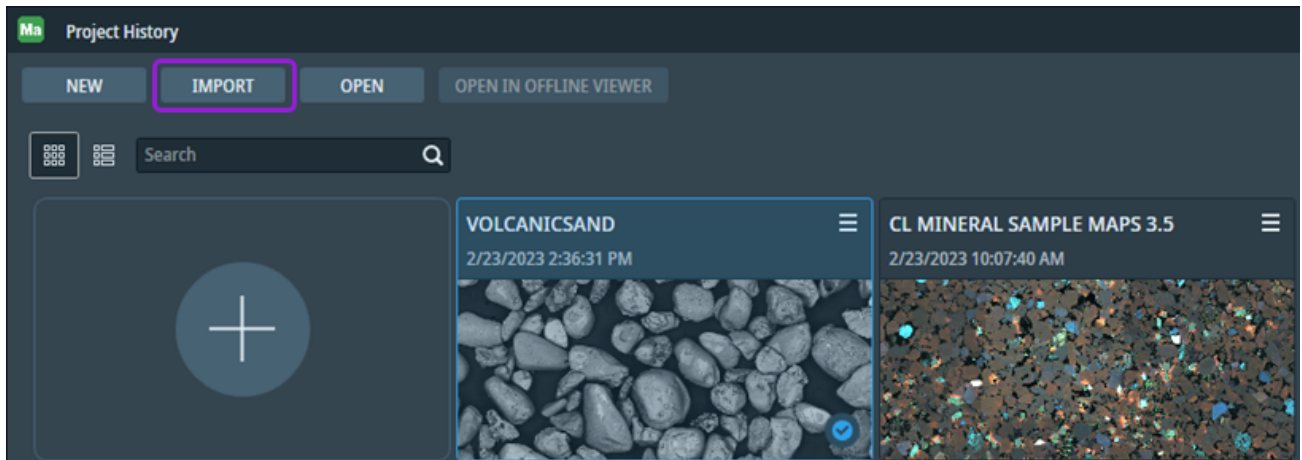 Ma Project History
NEW IMPORT OPEN OPEN IN OFFLINE VIEWER
Search
VOLCANICSAND
2/23/2023 2:36:31 PM
CL MINERAL SAMPLE MAPS 3.5
2/23/2023 10:07:40 AM